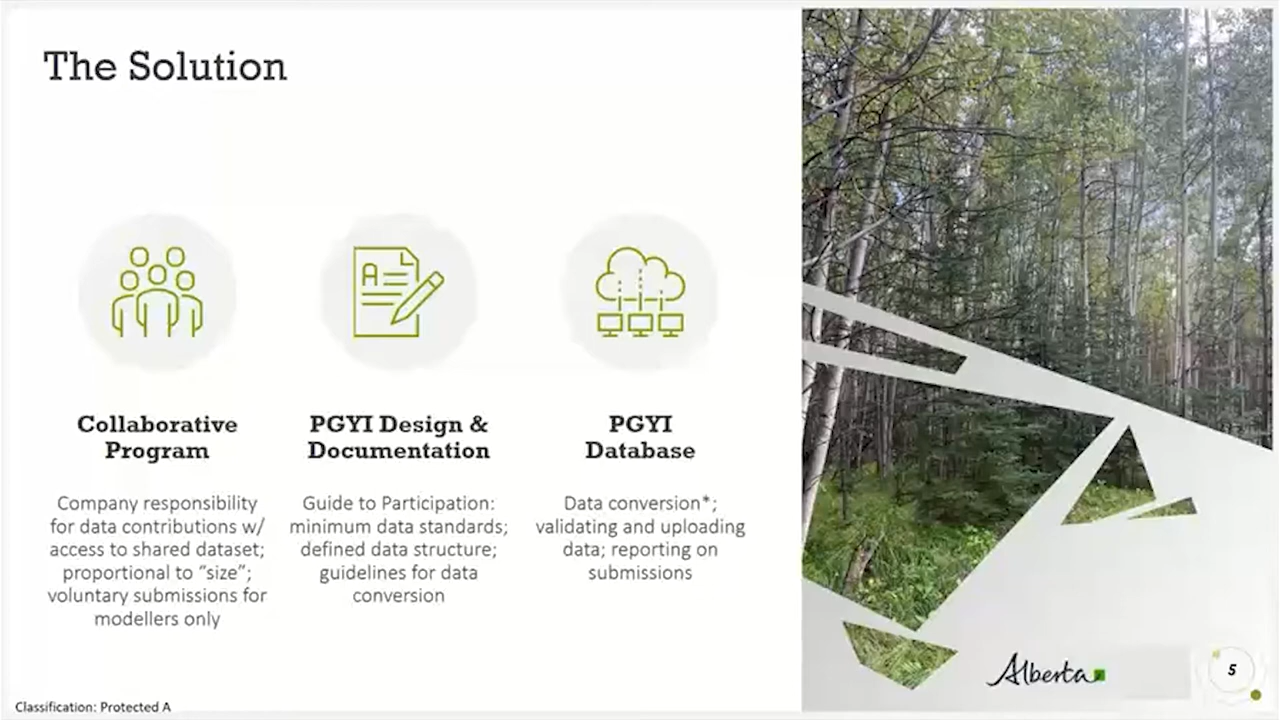 The Solution
Collaborative
Program
Company responsibility
for data contributions w/
access to shared dataset;
proportional to “size”;
voluntary submissions for
modellers only
PGYI Design &
Documentation
Guide to Participation:
minimum data standards;
defined data structure;
guidelines for data
conversion
PGYI
Database
Data conversion*;
validating and uploading
data; reporting on
submissions
Alberta
5
Classification: Protected A